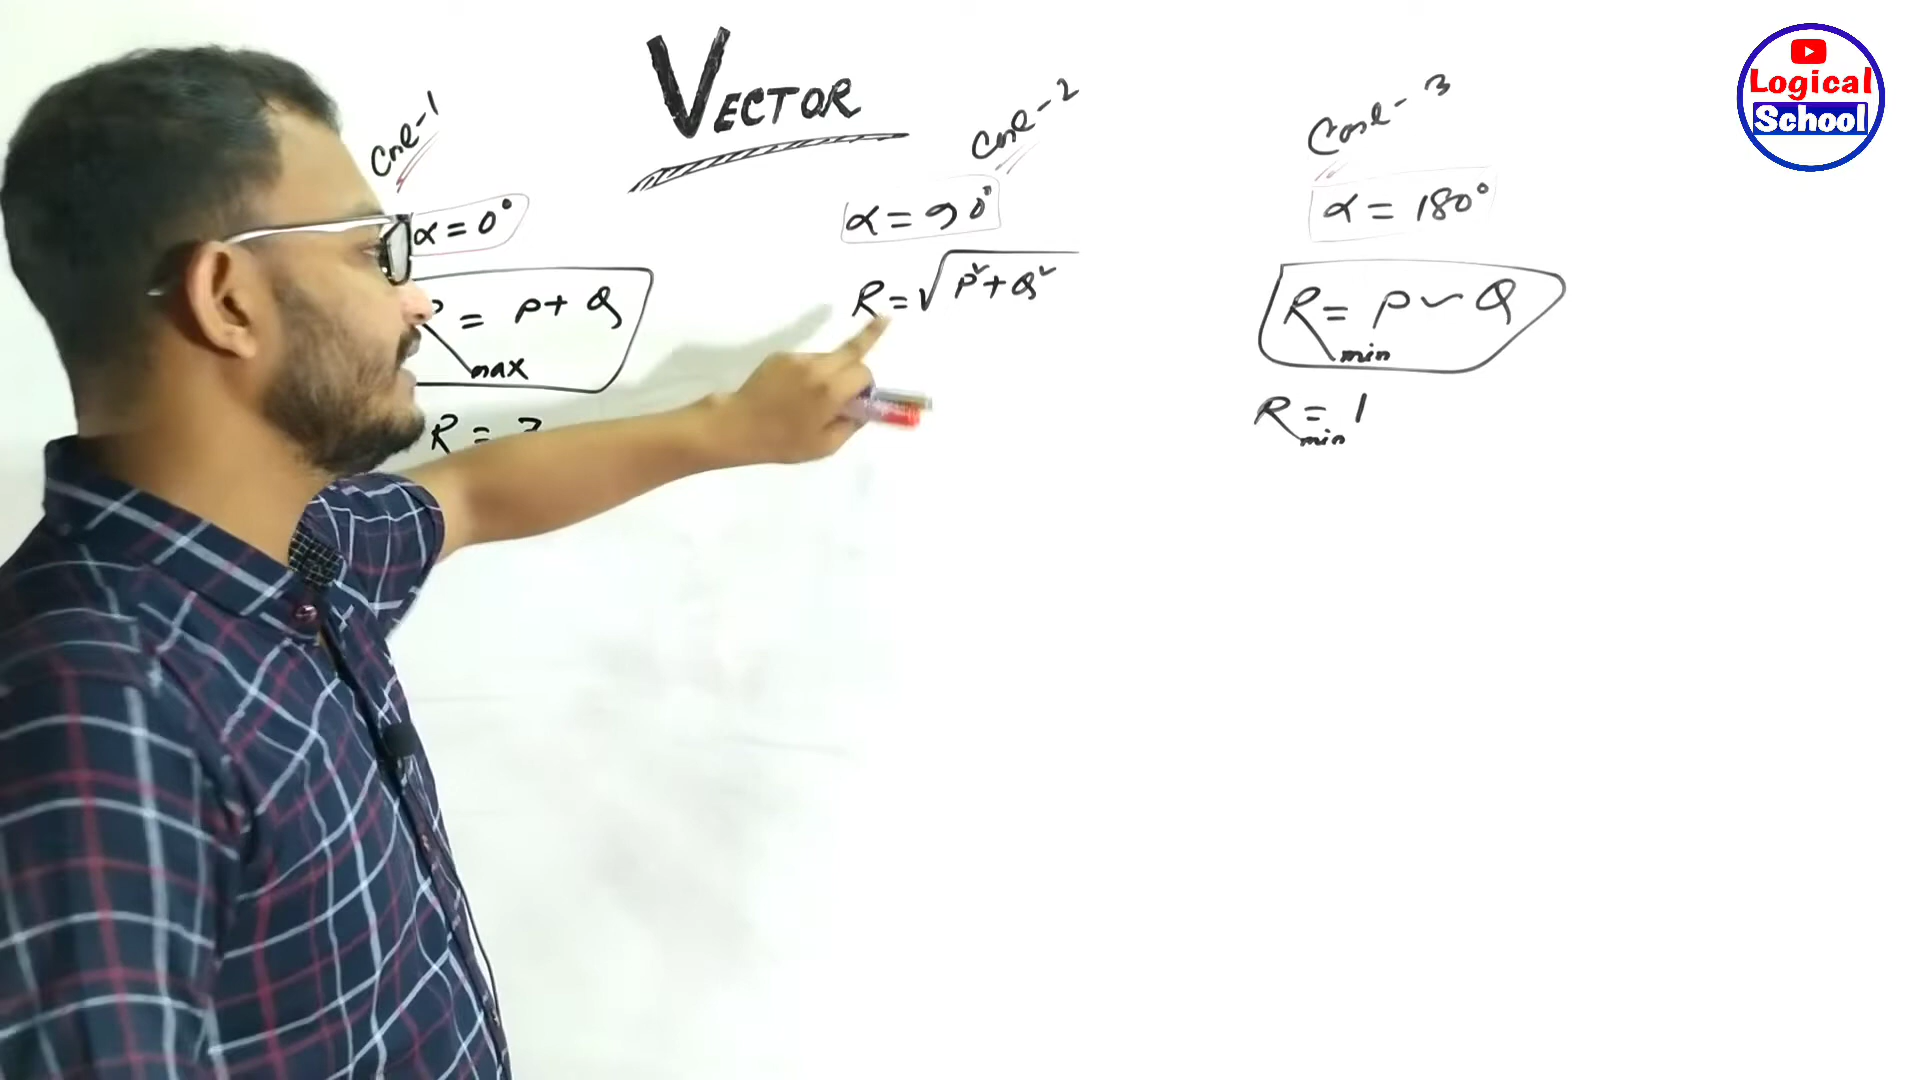 VECTOR
Case-1
α = 0°
R = P + Q
max
R =
Case-2
α = 90°
R = √P²+Q²
Case-3
α = 180°
R = P ~ Q
min
R = 1
min
Logical
School